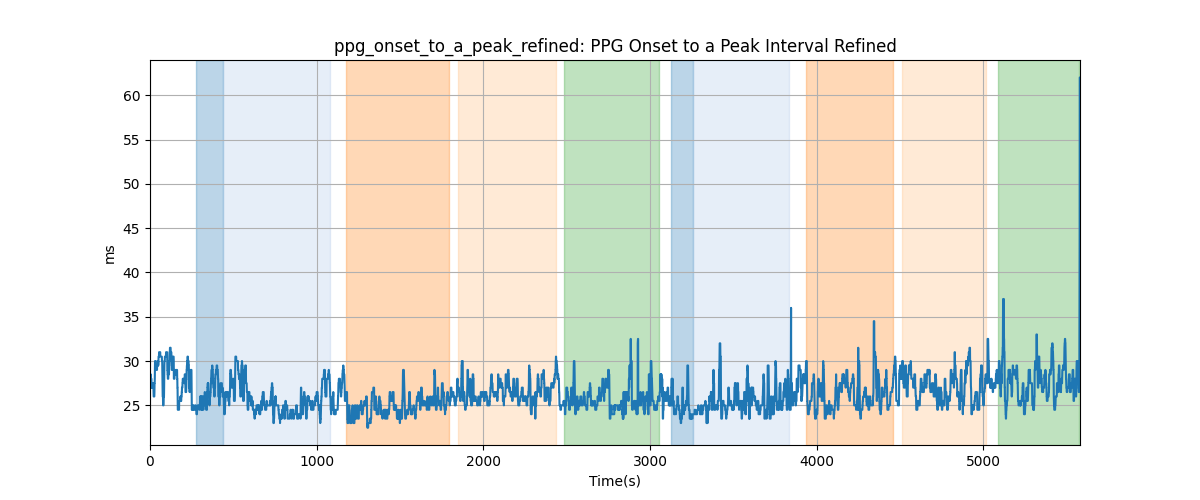 ppg_onset_to_a_peak_refined: PPG Onset to a Peak Interval Refined
60
55
50
45
40
35
30
25
ms
0 1000 2000 3000 4000 5000
Time(s)